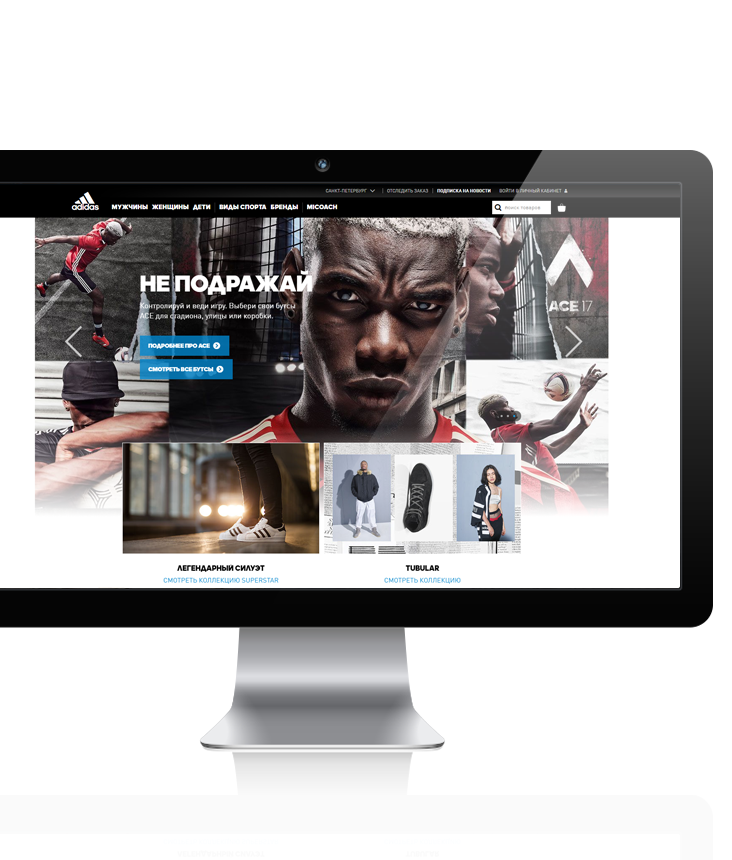 САНКТ-ПЕТЕРБУРГ
ОТСЛЕДИТЬ ЗАКАЗ
ПОДПИСКА НА НОВОСТИ
ВОЙТИ В ЛИЧНЫЙ КАБИНЕТ
adidas
МУЖЧИНЫ ЖЕНЩИНЫ ДЕТИ ВИДЫ СПОРТА БРЕНДЫ MICOACH
Поиск товаров
НЕ ПОДРАЖАЙ
Контролируй и веди игру. Выбери свои бутсы
ACE для стадиона, улицы или коробки.
ACE 17
ПОДРОБНЕЕ ПРО ACE
СМОТРЕТЬ ВСЕ БУТСЫ
ЛЕГЕНДАРНЫЙ СИЛУЭТ
СМОТРЕТЬ КОЛЛЕКЦИЮ SUPERSTAR
TUBULAR
СМОТРЕТЬ КОЛЛЕКЦИЮ